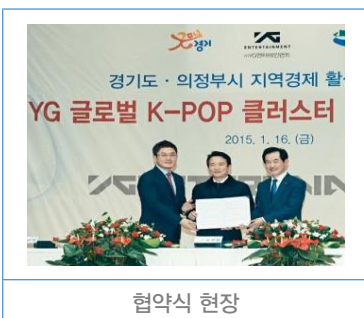 경기
YG
ENTERTAINMENT
경기도 · 의정부시 지역경제 활
YG 글로벌 K-POP 클러스터
2015. 1. 16. (금)
협약식 현장